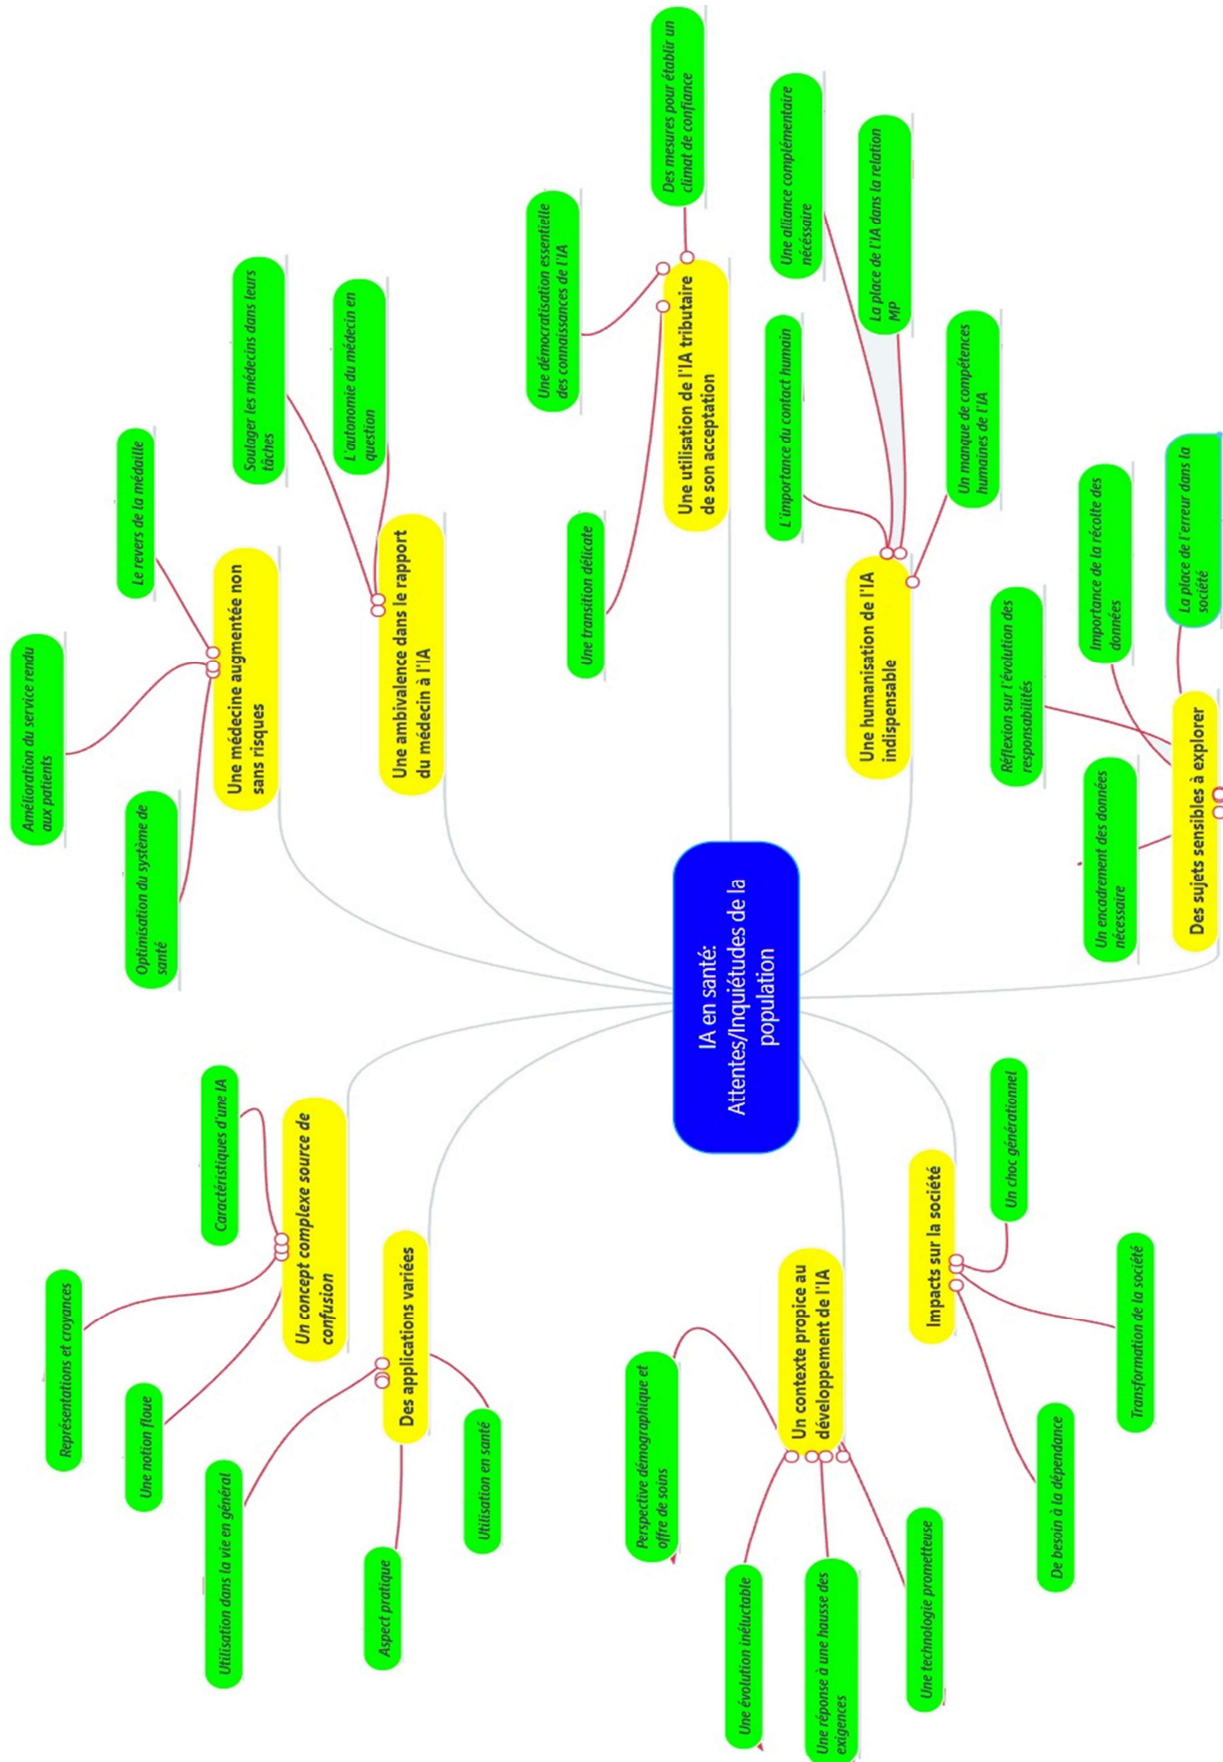 IA en santé:
Attentes/Inquiétudes de la
population
Un concept complexe source de
confusion
Représentations et croyances
Une notion floue
Caractéristiques d'une IA
Des applications variées
Utilisation dans la vie en général
Aspect pratique
Utilisation en santé
Un contexte propice au
développement de l'IA
Perspective démographique et
offre de soins
Une évolution inéluctable
Une réponse à une hausse des
exigences
Une technologie prometteuse
Impacts sur la société
De besoin à la dépendance
Transformation de la société
Un choc générationnel
Une médecine augmentée non
sans risques
Amélioration du service rendu
aux patients
Optimisation du système de
santé
Le revers de la médaille
Une ambivalence dans le rapport
du médecin à l'IA
Soulager les médecins dans leurs
tâches
L'autonomie du médecin en
question
Une utilisation de l'IA tributaire
de son acceptation
Une démocratisation essentielle
des connaissances de l'IA
Une transition délicate
Des mesures pour établir un
climat de confiance
Une humanisation de l'IA
indispensable
L'importance du contact humain
Une alliance complémentaire
nécéssaire
La place de l'IA dans la relation
MP
Un manque de compétences
humaines de l'IA
Des sujets sensibles à explorer
Réflexion sur l'évolution des
responsabilités
Un encadrement des données
nécessaire
Importance de la récolte des
données
La place de l'erreur dans la
société